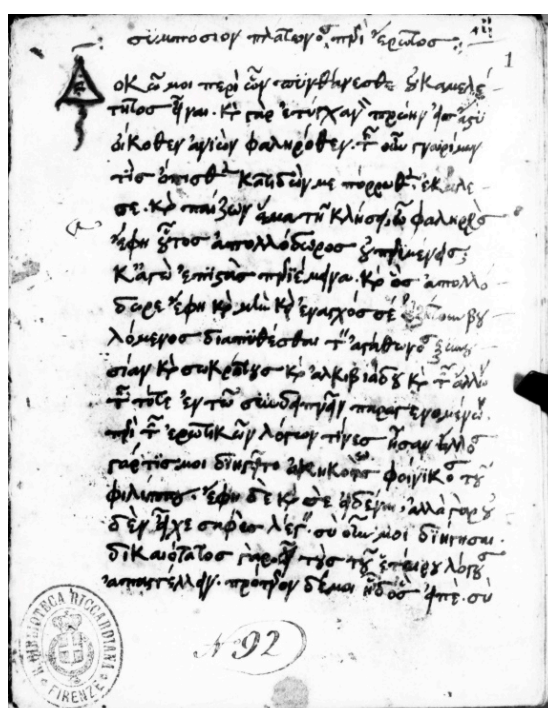 συμπόσιον πλάτωνος, περὶ ἔρωτος
1
Δοκῶ μοι περὶ ὧν πυνθάνεσθε οὐκ ἀμελέ-
τητος εἶναι. καὶ γὰρ ἐτύγχανον πρώην εἰς ἄστυ
οἴκοθεν ἀνιὼν φαληρόθεν. τῶν οὖν γνωρίμων
τὶς ὄπισθεν κατιδών με πόρρωθεν ἐκάλε-
σε. καὶ παίζων ἅμα τῇ κλήσει, ὦ φαληρεὺς
ἔφη οὗτος ἀπολλόδωρος οὐ περιμενεῖς;
κἀγὼ ἐπιστὰς περιέμεινα. καὶ ὃς ἀπολλό
δωρε ἔφη καὶ μὴν καὶ ἔναγχός σε βου
λόμενος διαπυθέσθαι τὴν ἀγάθωνος ξυνου
σίαν καὶ σωκράτους καὶ ἀλκιβιάδου καὶ τῶν ἄλλων
τῶν τότε ἐν τῷ συνδειπνεῖν παραγενομένων.
περὶ τῶν ἐρωτικῶν λόγων τίνες ἦσαν ἄλλος
γάρ τίς μοι διηγεῖτο ἀκηκοὼς φοίνικος τοῦ
φιλίππου. ἔφη δὲ καὶ σὲ εἰδέναι. ἀλλὰ γὰρ οὐ
δὲν εἶχε σαφὲς λέγειν. σὺ οὖν μοι διήγησαι.
δικαιότατος γὰρ εἶ τοὺς τοῦ ἑταίρου λόγους
ἀπαγγέλλειν. πρότερον δέ μοι ἦ δ' ὃς εἰπέ. σὺ
N 92
R. BIBLIOTECA RICCARDIANA
FIRENZE